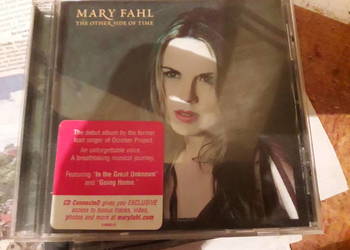 MARY FAHL
THE OTHER SIDE OF TIME
The debut album by the former
lead singer of October Project
An unforgettable voice
A breathtaking musical journey.
Featuring "In the Great Unknown"
and "Going Home."
CD Connected gives you EXCLUSIVE
access to bonus tracks, video,
photos and more at maryfahl.com